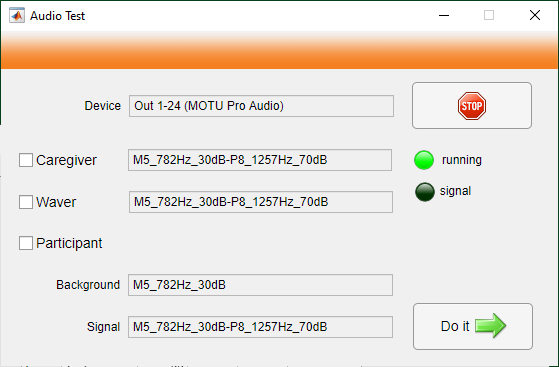 Audio Test
Device Out 1-24 (MOTU Pro Audio)
STOP
Caregiver M5_782Hz_30dB-P8_1257Hz_70dB
running
Waver M5_782Hz_30dB-P8_1257Hz_70dB
signal
Participant
Background M5_782Hz_30dB
Signal M5_782Hz_30dB-P8_1257Hz_70dB
Do it